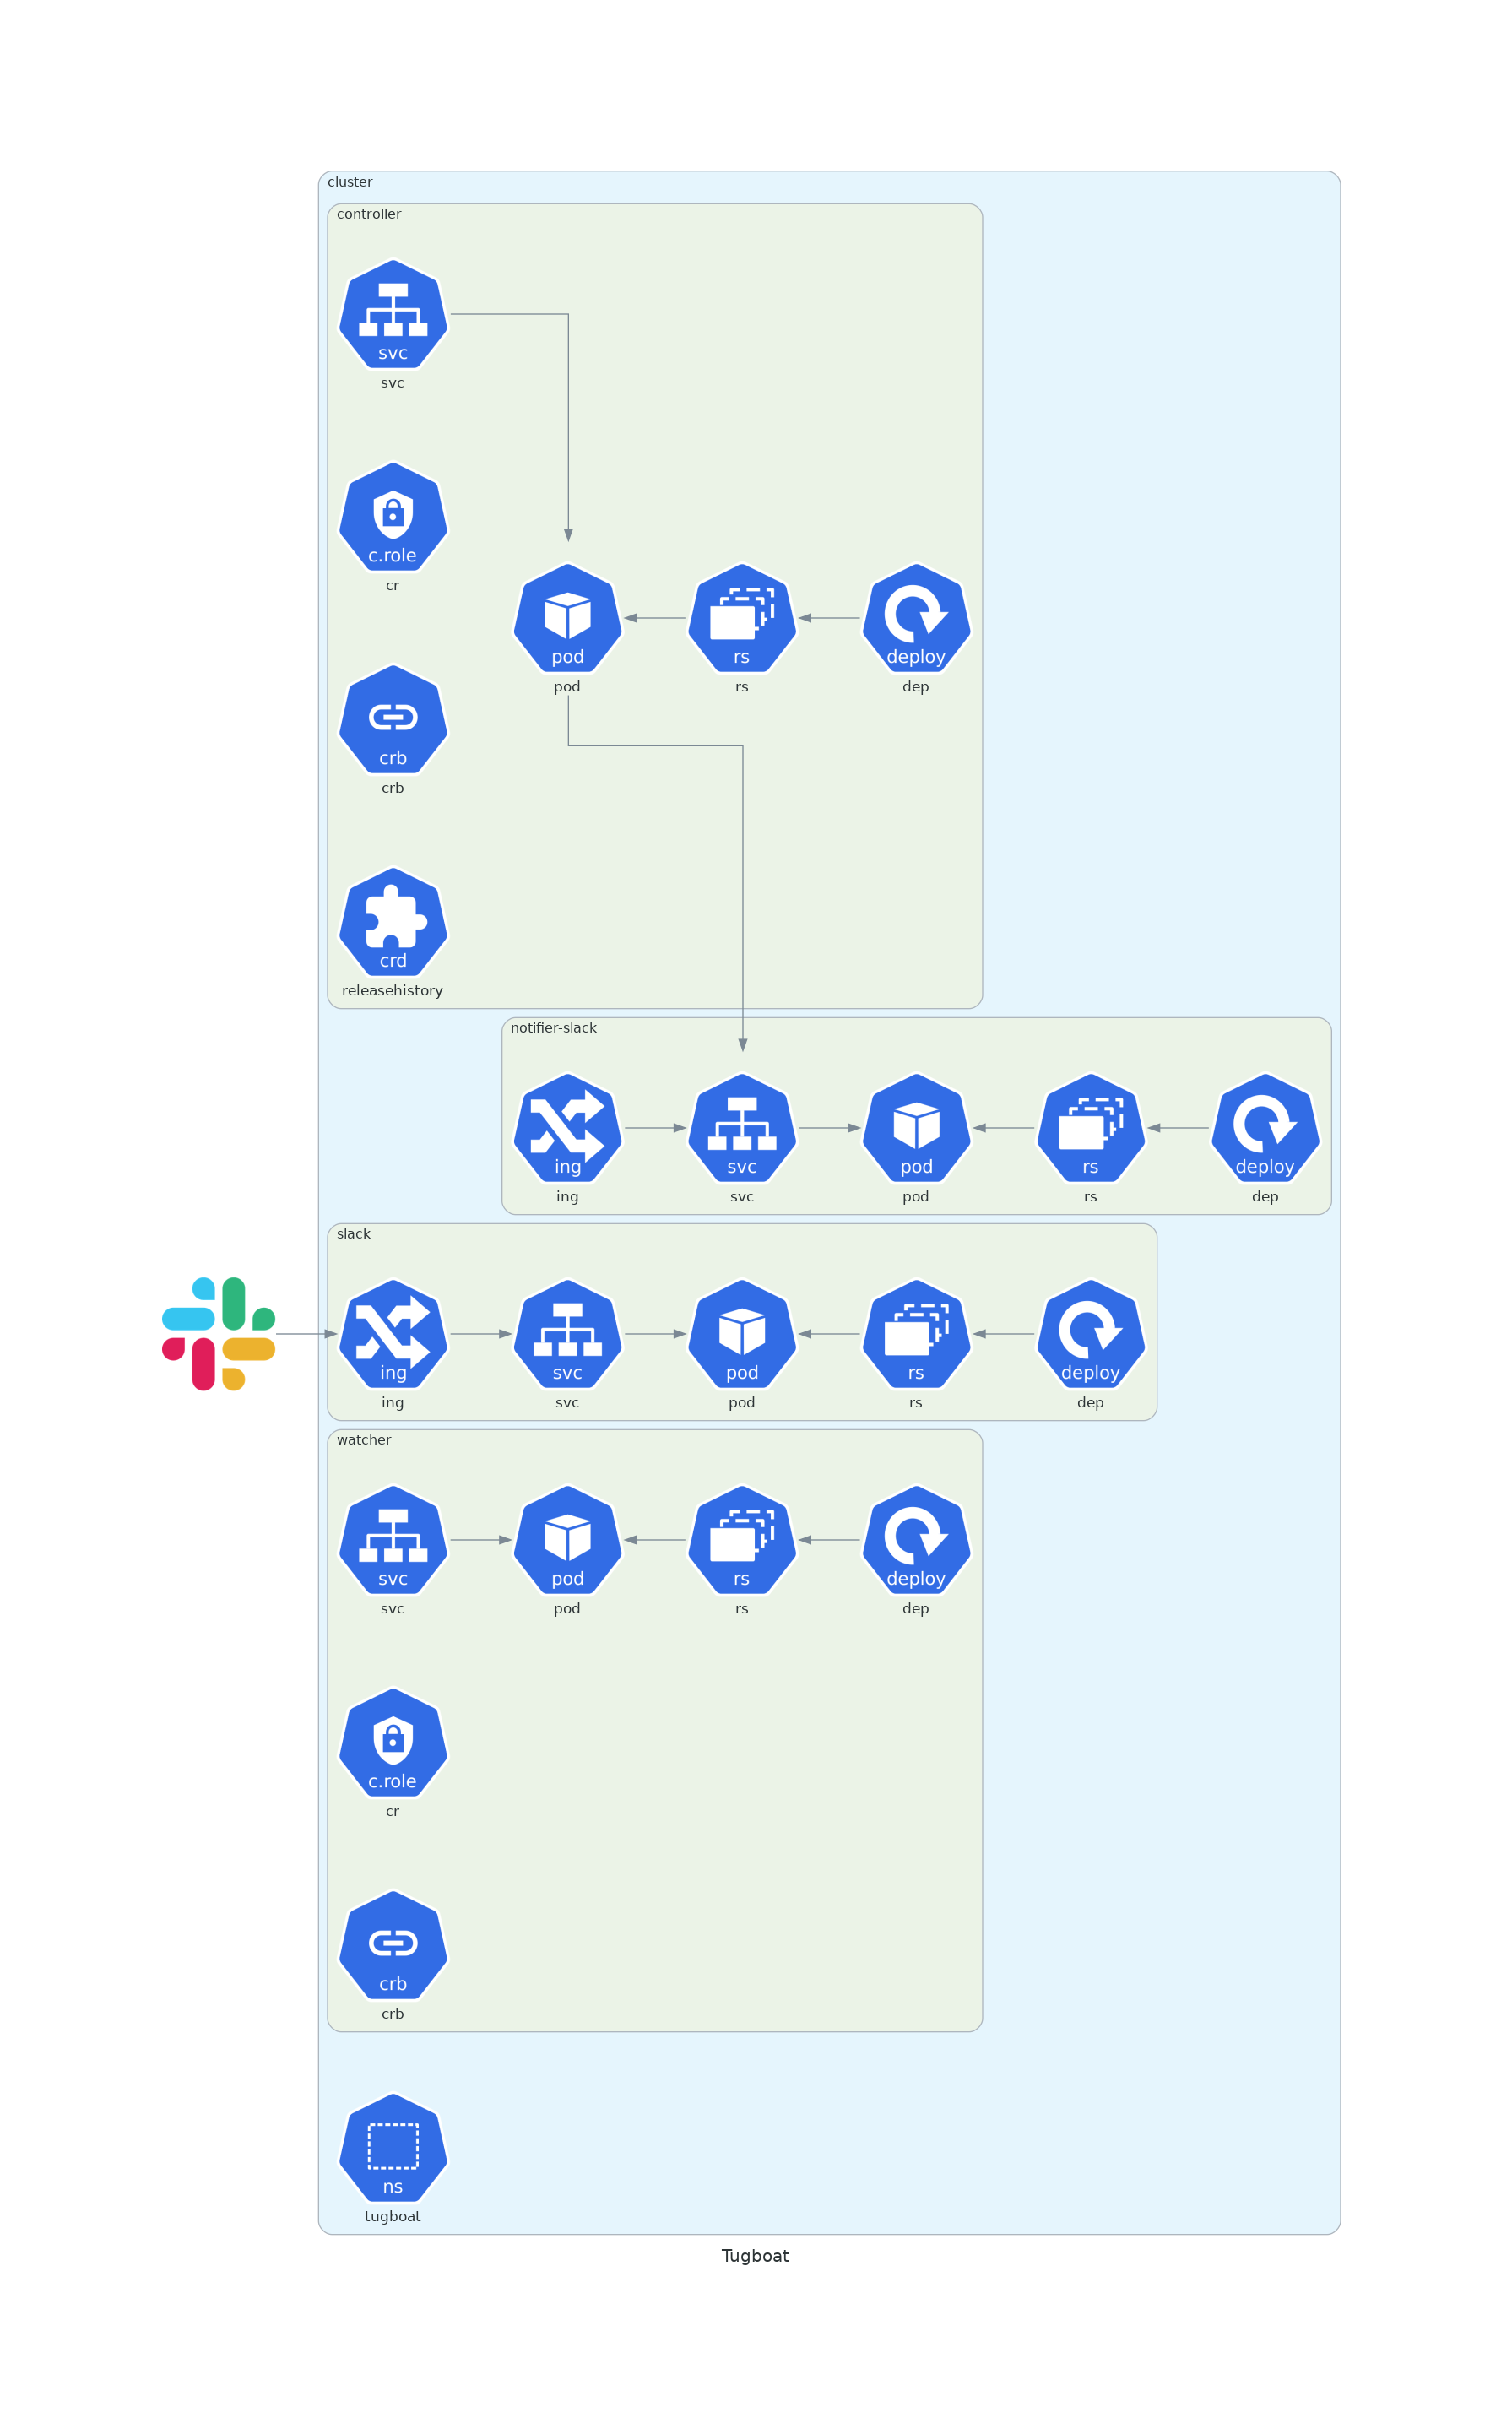 cluster
controller
svc
svc
c.role
cr
pod
pod
rs
rs
deploy
dep
crb
crb
crd
releasehistory
notifier-slack
ing
ing
svc
svc
pod
pod
rs
rs
deploy
dep
slack
ing
ing
svc
svc
pod
pod
rs
rs
deploy
dep
watcher
svc
svc
pod
pod
rs
rs
deploy
dep
c.role
cr
crb
crb
ns
tugboat
Tugboat